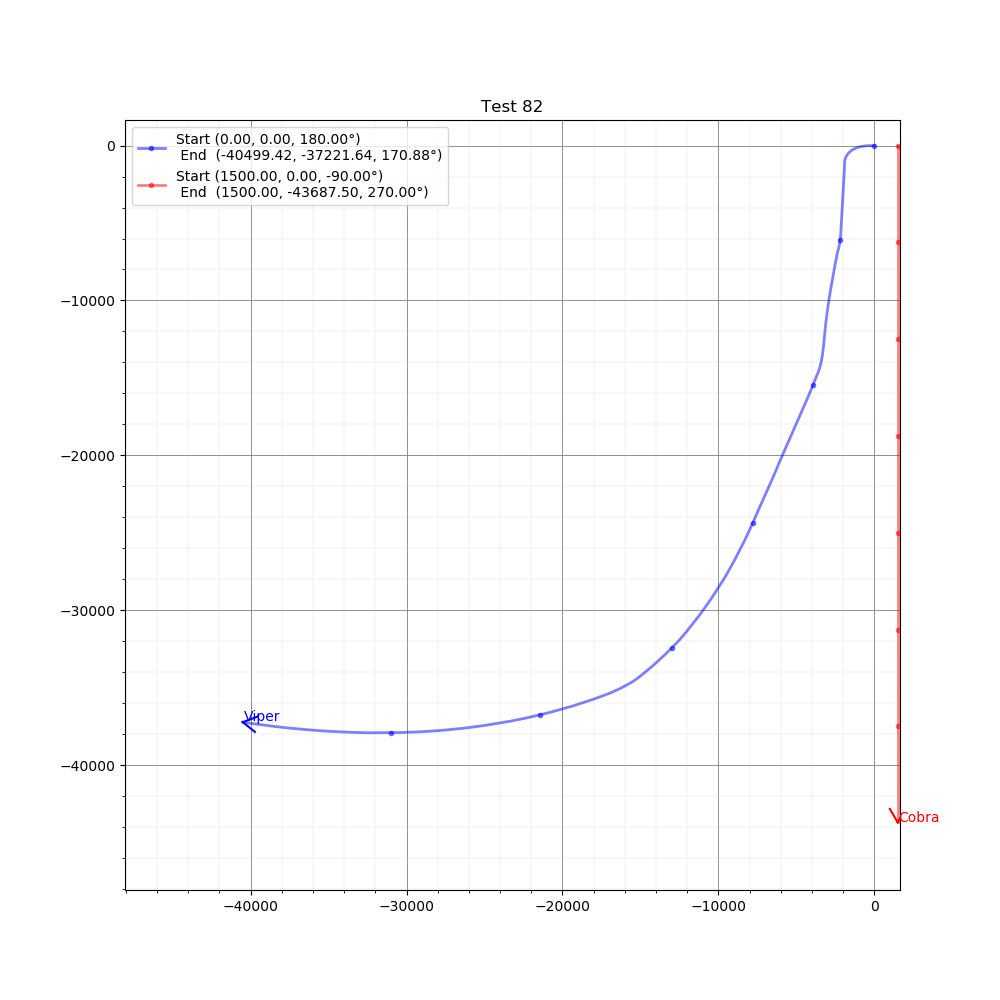 Test 82
Start (0.00, 0.00, 180.00°)
End (-40499.42, -37221.64, 170.88°)
Start (1500.00, 0.00, -90.00°)
End (1500.00, -43687.50, 270.00°)
0
−10000
−20000
−30000
−40000
Viper
Cobra
−40000
−30000
−20000
−10000
0